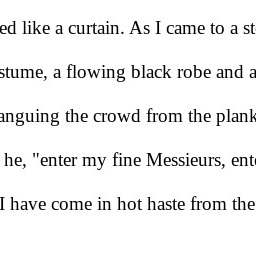 ed like a curtain. As I came to a st
stume, a flowing black robe and a
anguing the crowd from the plank
he, "enter my fine Messieurs, ente
I have come in hot haste from the